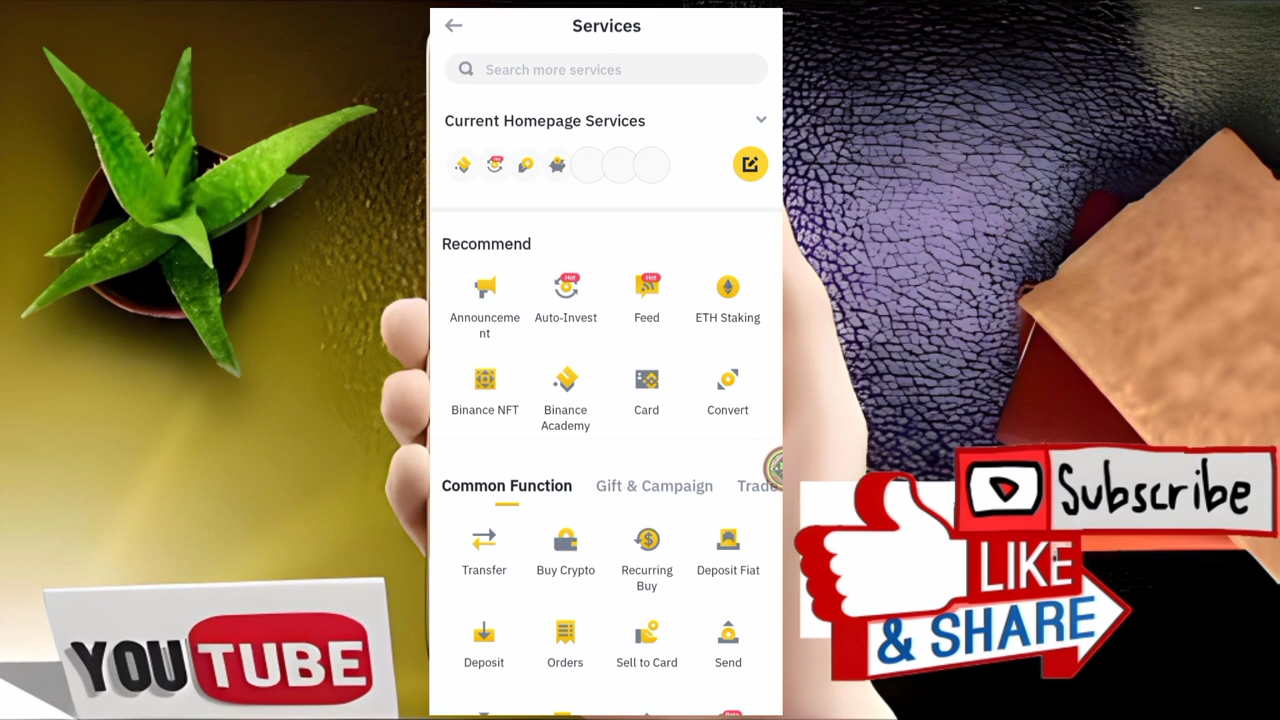 Services
Search more services
Current Homepage Services
Recommend
Hot
Hot
Announceme
nt
Auto-Invest
Feed
ETH Staking
Binance NFT
Binance
Academy
Card
Convert
Common Function
Gift & Campaign
Trade
Transfer
Buy Crypto
Recurring
Buy
Deposit Fiat
Deposit
Orders
Sell to Card
Send
YOUTUBE
Subscribe
LIKE
& SHARE